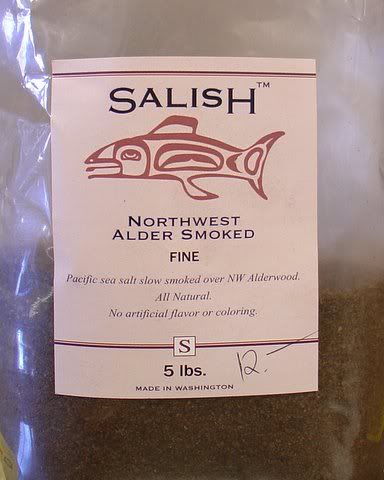 SALISH™
NORTHWEST
ALDER SMOKED
FINE
Pacific sea salt slow smoked over NW Alderwood.
All Natural.
No artificial flavor or coloring.
S
5 lbs.
12.—
MADE IN WASHINGTON